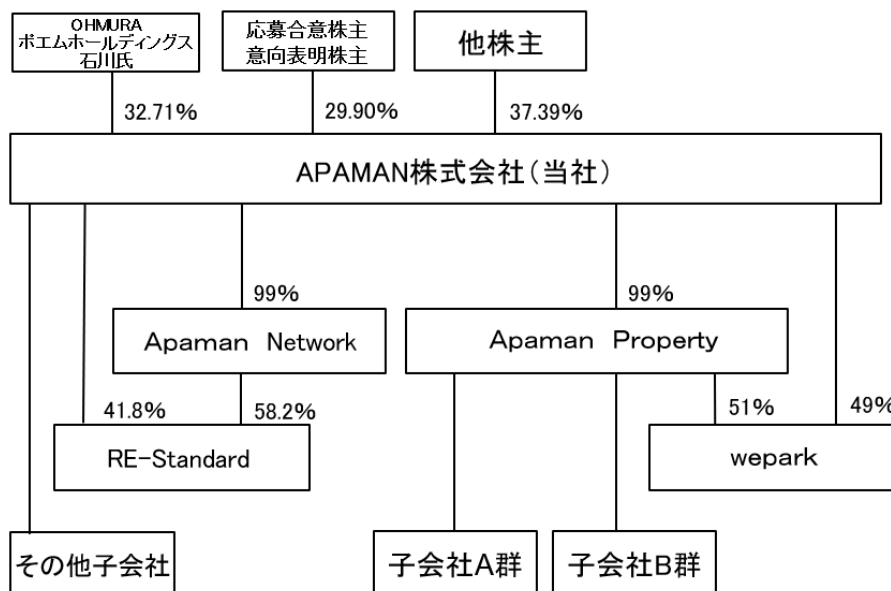 OHMURA
ポエムホールディングス
石川氏
応募合意株主
意向表明株主
他株主
32.71%
29.90%
37.39%
APAMAN株式会社(当社)
99%
99%
Apaman Network
Apaman Property
41.8%
58.2%
51%
49%
RE-Standard
wepark
その他子会社
子会社A群
子会社B群